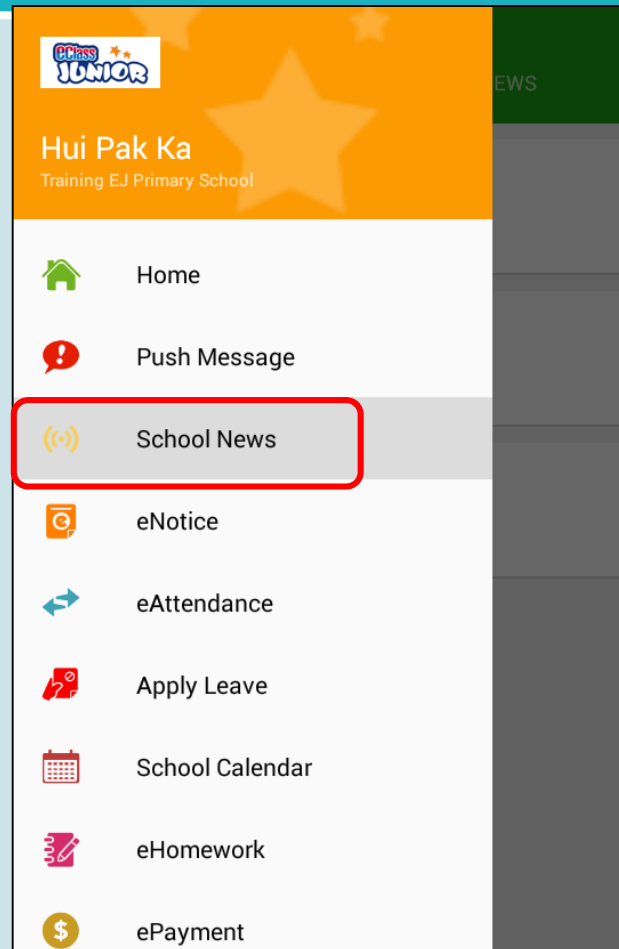 eClass
JUNIOR
EWS
Hui Pak Ka
Training EJ Primary School
Home
Push Message
School News
eNotice
eAttendance
Apply Leave
School Calendar
eHomework
ePayment